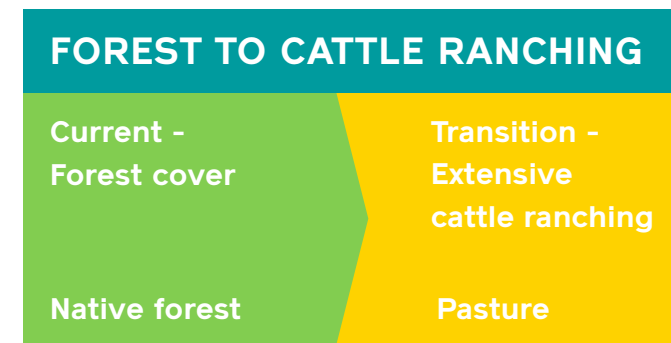 FOREST TO CATTLE RANCHING
Current -
Forest cover
Transition -
Extensive
cattle ranching
Native forest
Pasture